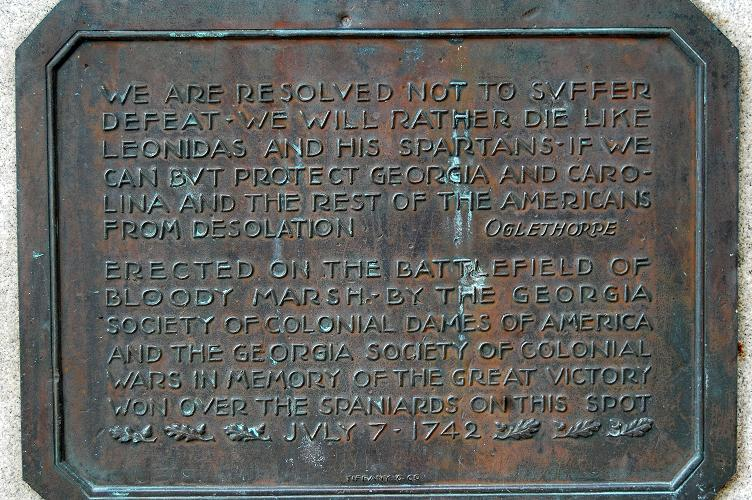 WE ARE RESOLVED NOT TO SVFFER
DEFEAT - WE WILL RATHER DIE LIKE
LEONIDAS AND HIS SPARTANS - IF WE
CAN BVT PROTECT GEORGIA AND CARO-
LINA AND THE REST OF THE AMERICANS
FROM DESOLATION OGLETHORPE
ERECTED ON THE BATTLEFIELD OF
BLOODY MARSH.- BY THE GEORGIA
SOCIETY OF COLONIAL DAMES OF AMERICA
AND THE GEORGIA SOCIETY OF COLONIAL
WARS IN MEMORY OF THE GREAT VICTORY
WON OVER THE SPANIARDS ON THIS SPOT
JVLY 7 - 1742
TIFFANY & CO